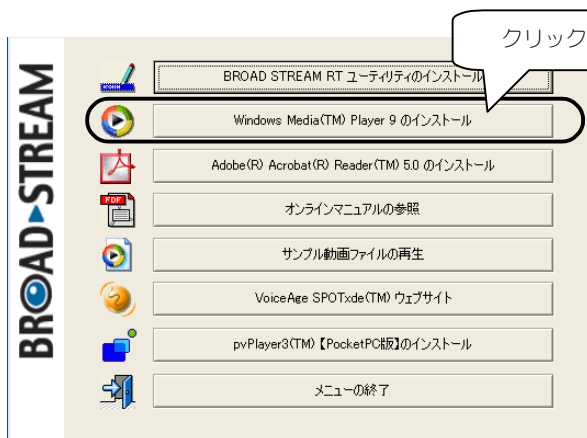 クリック
BROAD STREAM
BROAD STREAM RT ユーティリティのインストール
Windows Media(TM) Player 9 のインストール
Adobe(R) Acrobat(R) Reader(TM) 5.0 のインストール
PDF
オンラインマニュアルの参照
サンプル動画ファイルの再生
VoiceAge SPOTxde(TM) ウェブサイト
pvPlayer3(TM)【PocketPC版】のインストール
メニューの終了